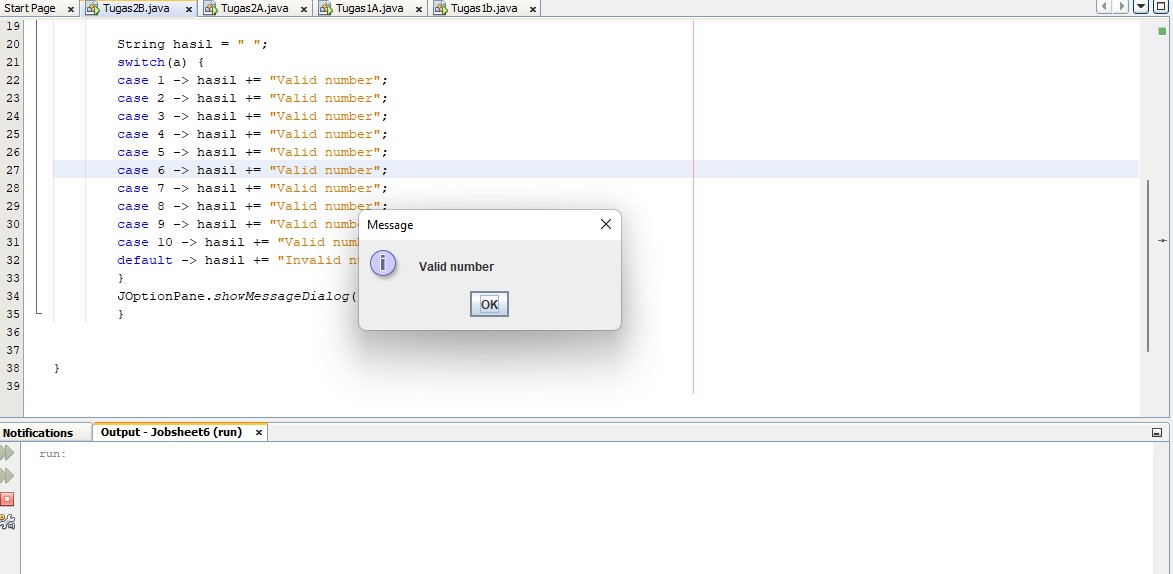 Start Page Tugas2B.java Tugas2A.java Tugas1A.java Tugas1b.java
19
20 String hasil = " ";
21 switch(a) {
22 case 1 -> hasil += "Valid number";
23 case 2 -> hasil += "Valid number";
24 case 3 -> hasil += "Valid number";
25 case 4 -> hasil += "Valid number";
26 case 5 -> hasil += "Valid number";
27 case 6 -> hasil += "Valid number";
28 case 7 -> hasil += "Valid number";
29 case 8 -> hasil += "Valid number";
30 case 9 -> hasil += "Valid numb
31 case 10 -> hasil += "Valid num
32 default -> hasil += "Invalid n
33 }
34 JOptionPane.showMessageDialog(
35 }
36
37
38 }
39
Message
Valid number
OK
Notifications Output - Jobsheet6 (run)
run: